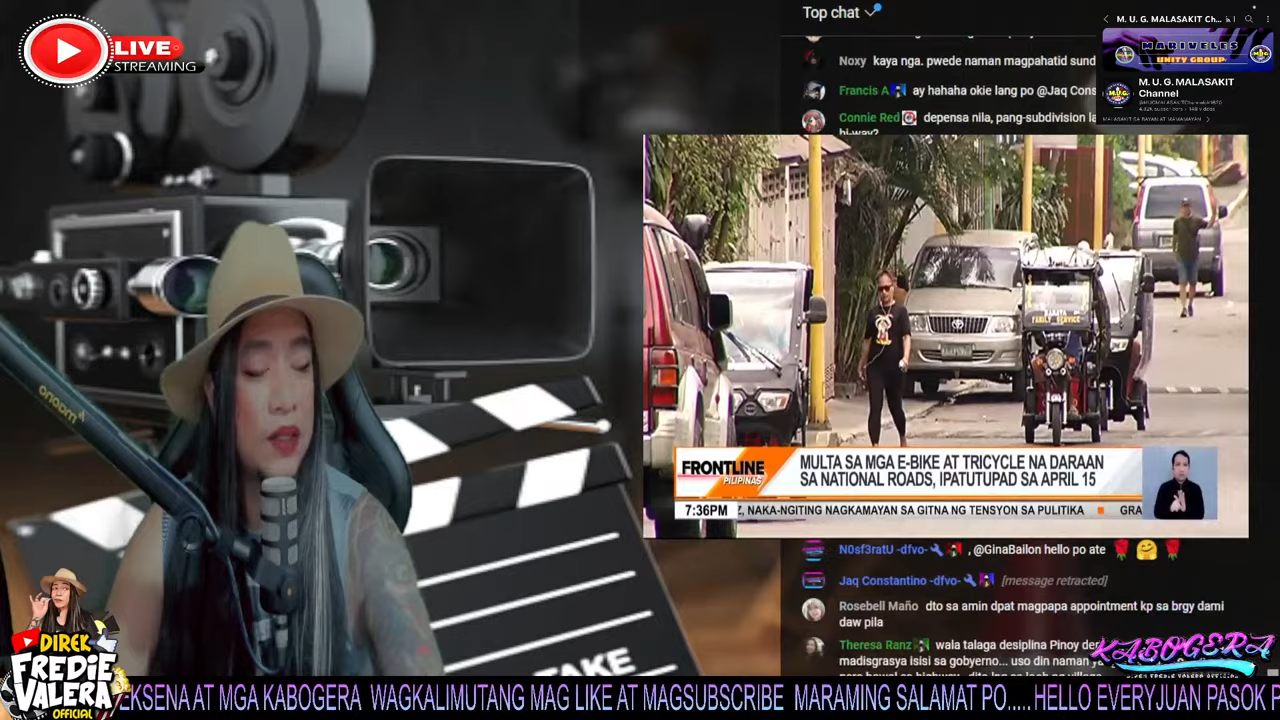 LIVE
STREAMING
maono
Top chat
Noxy kaya nga. pwede naman magpahatid sund
Francis A ay hahaha okie lang po @Jaq Cons
Connie Red depensa nila, pang-subdivision la
hi-way?
M. U. G. MALASAKIT Ch...
MARIVELES
UNITY GROUP
M. U. G. MALASAKIT
Channel
FAMILY SERVICE
FRONTLINE
PILIPINAS
MULTA SA MGA E-BIKE AT TRICYCLE NA DARAAN
SA NATIONAL ROADS, IPATUTUPAD SA APRIL 15
7:36PM
Z, NAKA-NGITING NAGKAMAYAN SA GITNA NG TENSYON SA PULITIKA ■ GRA
N0sf3ratU -dfvo- , @GinaBailon hello po ate 🌹 🤗 🌹
Jaq Constantino -dfvo- [message retracted]
Rosebell Maño dto sa amin dpat magpapa appointment kp sa brgy dami
daw pila
Theresa Ranz wala talaga desiplina Pinoy
madisgrasya isisi sa gobyerno... uso din naman
KABOGERA
TAKE
DIREK
FREDIE
VALERA
OFFICIAL
EKSENA AT MGA KABOGERA WAGKALIMUTANG MAG LIKE AT MAGSUBSCRIBE MARAMING SALAMAT PO..... HELLO EVERYJUAN PASOK